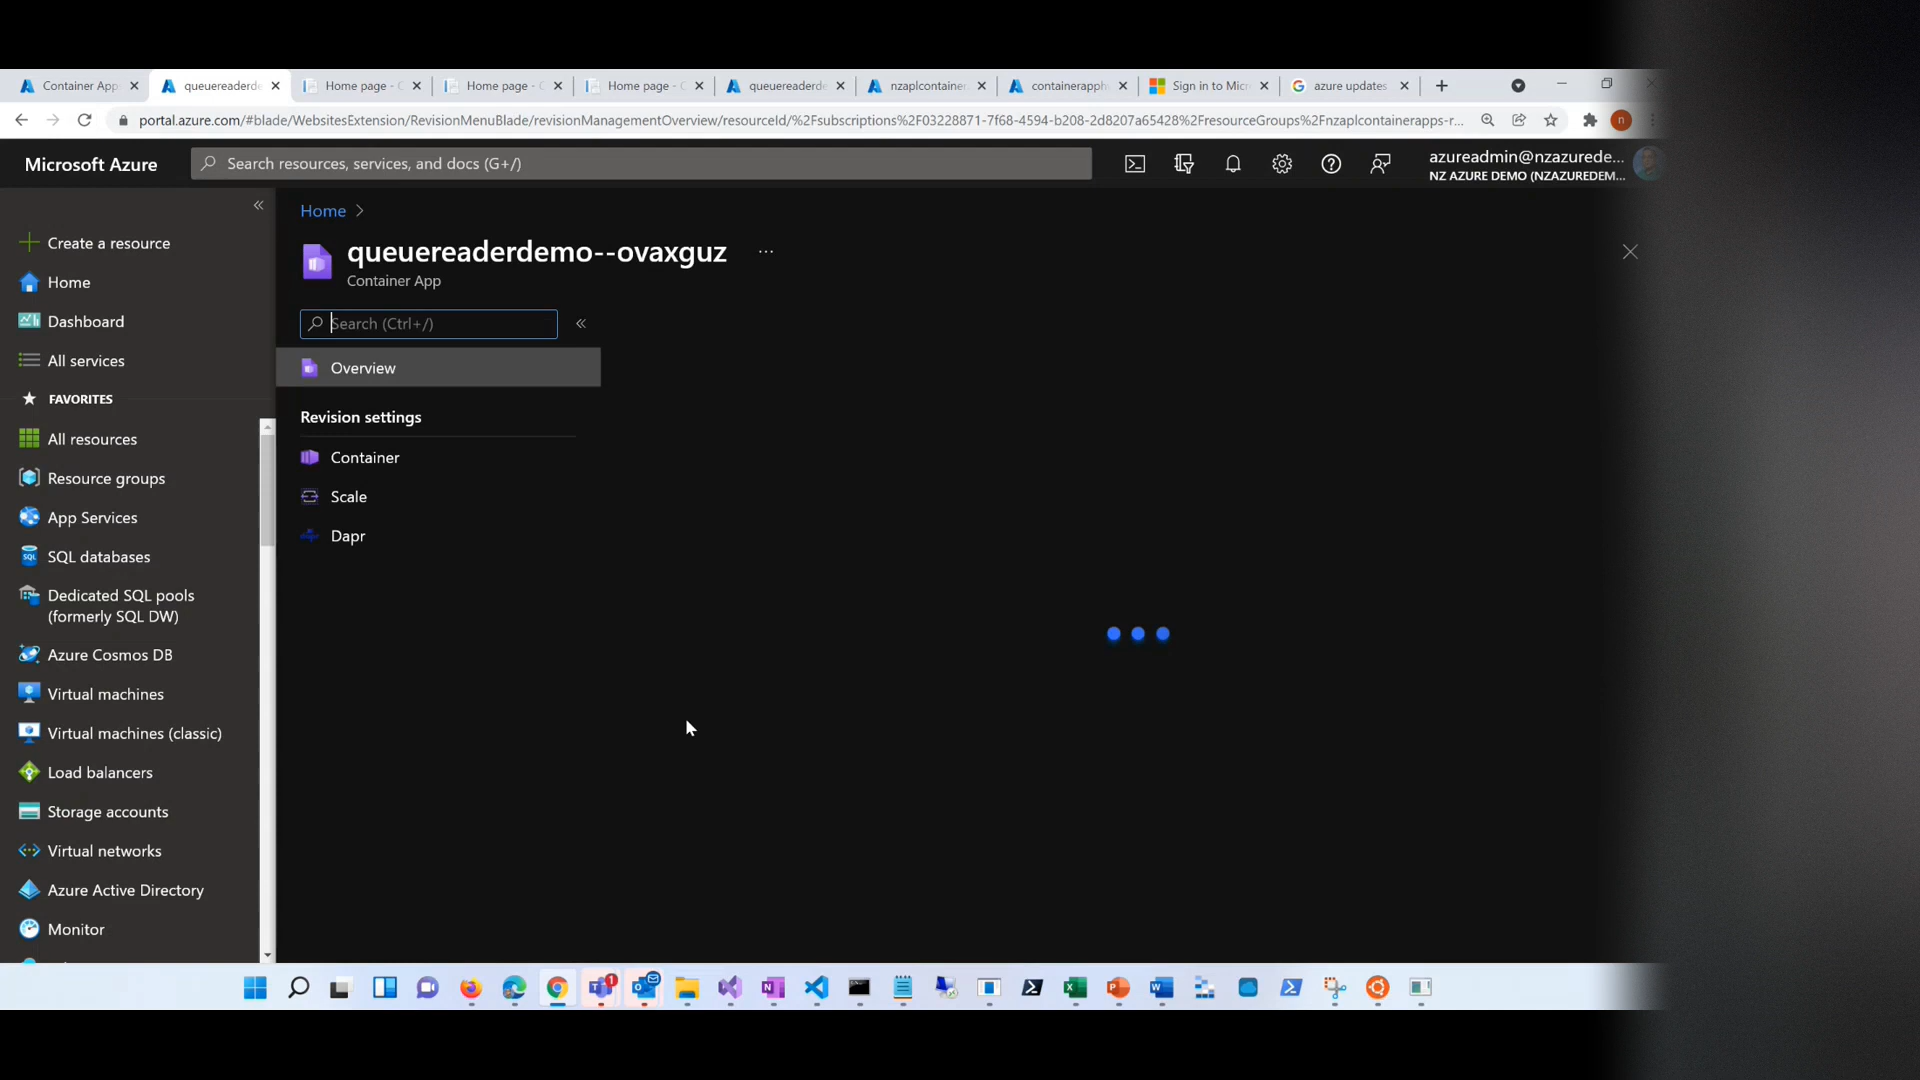 Container App
queuereaderde
Home page - C
Home page - C
Home page - C
queuereaderde
nzaplcontainer
containerapph
Sign in to Micr
azure updates
portal.azure.com/#blade/WebsitesExtension/RevisionMenuBlade/revisionManagementOverview/resourceId/%2Fsubscriptions%2F03228871-7f68-4594-b208-2d8207a65428%2FresourceGroups%2Fnzaplcontainerapps-r...
n
Microsoft Azure
Search resources, services, and docs (G+/)
azureadmin@nzazurede...
NZ AZURE DEMO (NZAZUREDEM...
Home
queuereaderdemo--ovaxguz
Container App
Search (Ctrl+/)
Overview
Revision settings
Container
Scale
Dapr
Create a resource
Home
Dashboard
All services
FAVORITES
All resources
Resource groups
App Services
SQL databases
Dedicated SQL pools
(formerly SQL DW)
Azure Cosmos DB
Virtual machines
Virtual machines (classic)
Load balancers
Storage accounts
Virtual networks
Azure Active Directory
Monitor